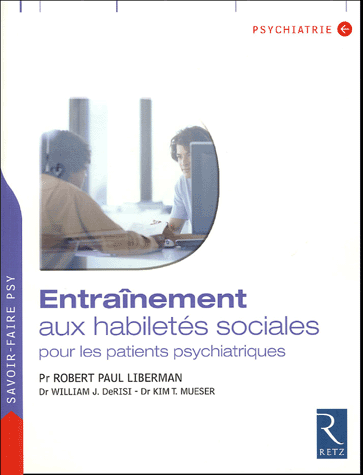 PSYCHIATRIE
SAVOIR-FAIRE PSY
Entraînement
aux habiletés sociales
pour les patients psychiatriques
Pr ROBERT PAUL LIBERMAN
Dr WILLIAM J. DeRISI - Dr KIM T. MUESER
RETZ